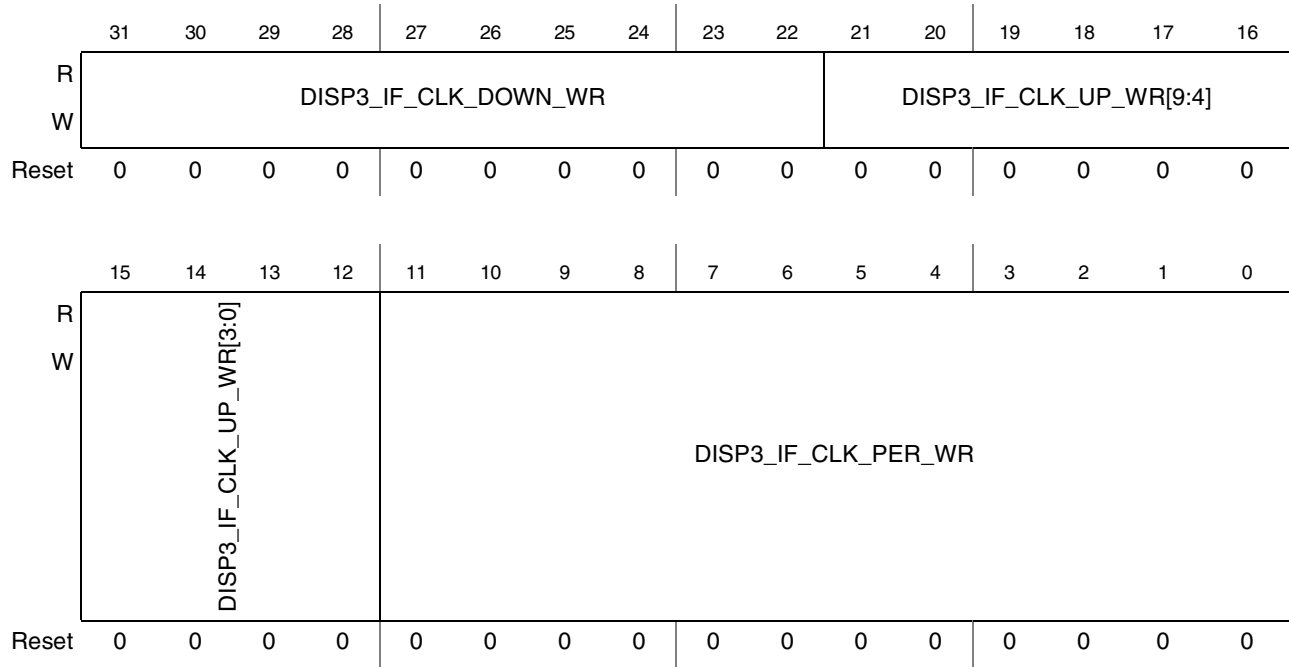 31 30 29 28 27 26 25 24 23 22 21 20 19 18 17 16
R
W
DISP3_IF_CLK_DOWN_WR DISP3_IF_CLK_UP_WR[9:4]
Reset 0 0 0 0 0 0 0 0 0 0 0 0 0 0 0 0
15 14 13 12 11 10 9 8 7 6 5 4 3 2 1 0
R
W
DISP3_IF_CLK_UP_WR[3:0]
DISP3_IF_CLK_PER_WR
Reset 0 0 0 0 0 0 0 0 0 0 0 0 0 0 0 0